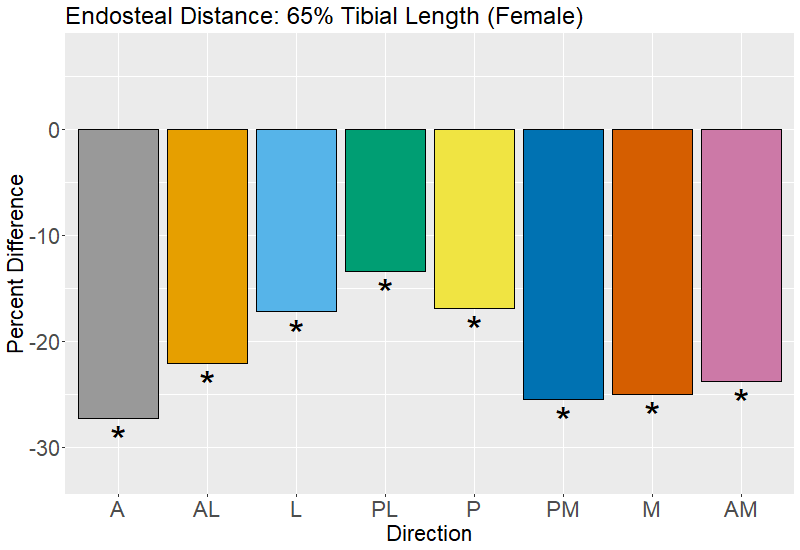 Endosteal Distance: 65% Tibial Length (Female)
Percent Difference
0
-10
-20
-30
* * * * * * * *
A AL L PL P PM M AM
Direction